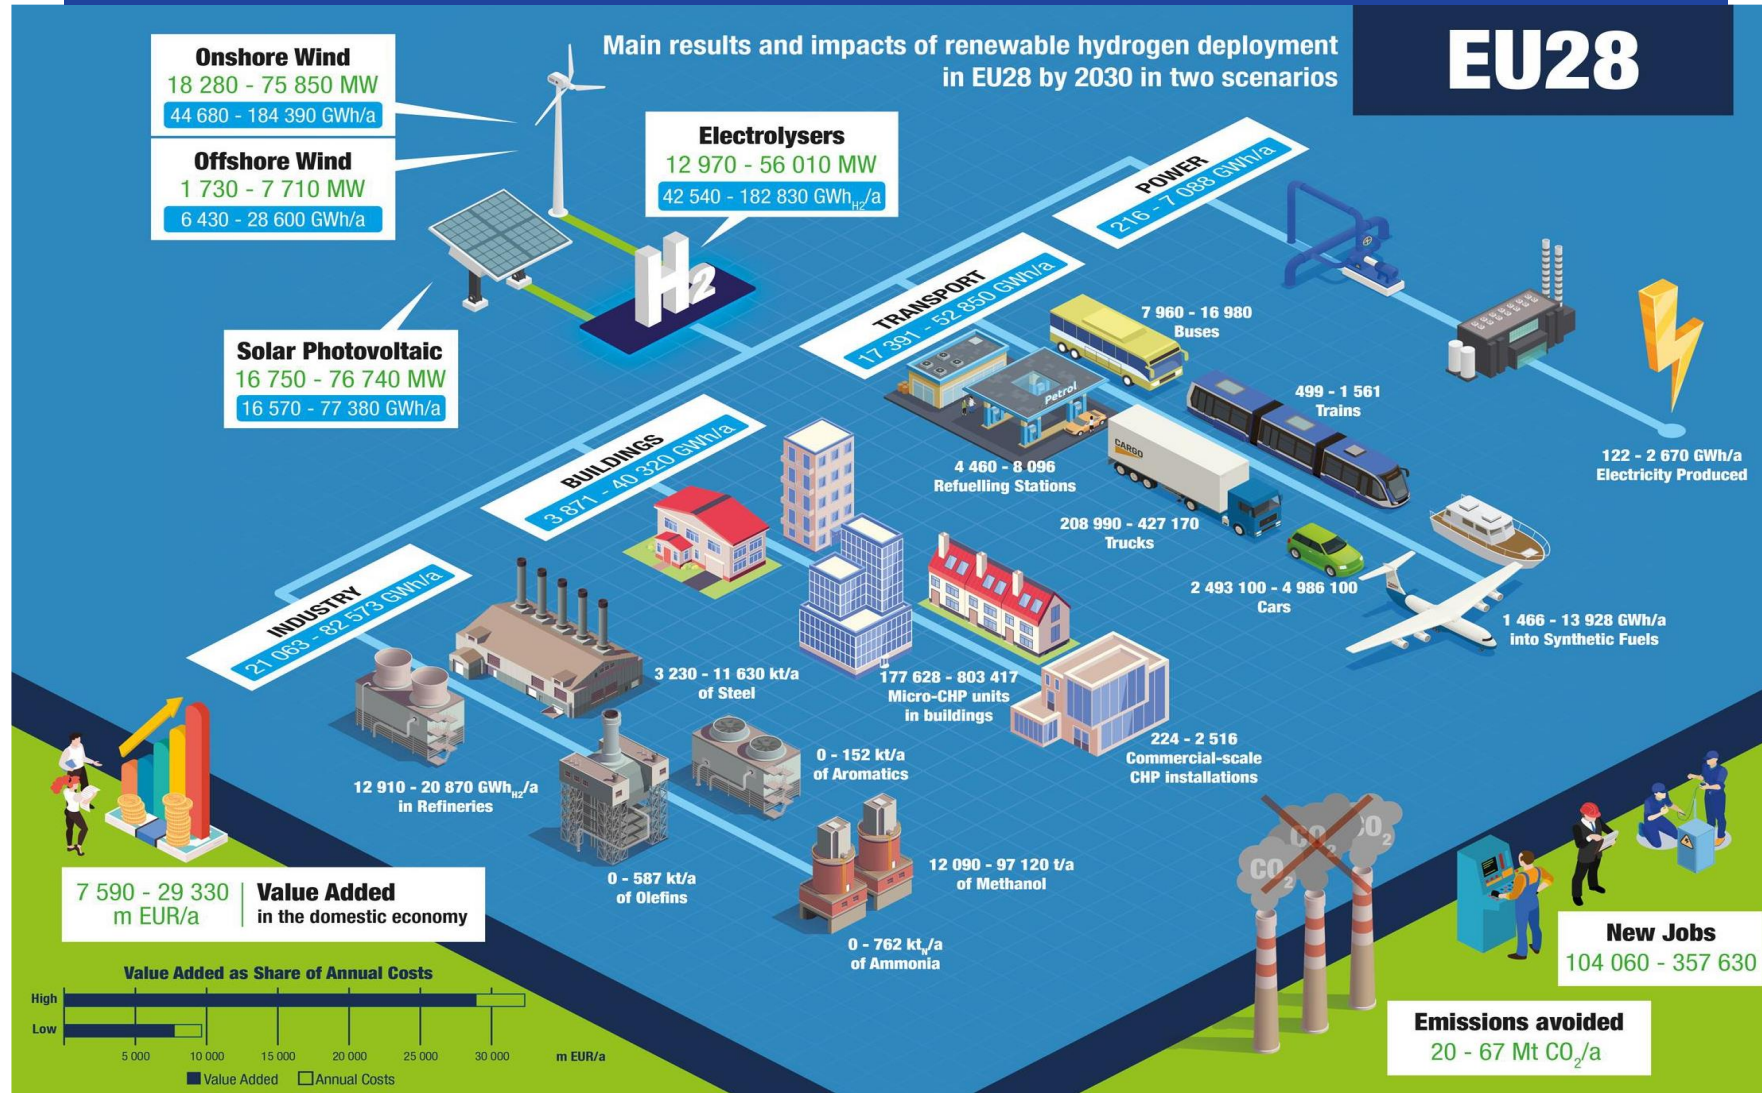 Main results and impacts of renewable hydrogen deployment
in EU28 by 2030 in two scenarios
EU28
Onshore Wind
18 280 - 75 850 MW
44 680 - 184 390 GWh/a
Offshore Wind
1 730 - 7 710 MW
6 430 - 28 600 GWh/a
Electrolysers
12 970 - 56 010 MW
42 540 - 182 830 GWh_H2/a
H2
Solar Photovoltaic
16 750 - 76 740 MW
16 570 - 77 380 GWh/a
POWER
216 - 7 088 GWh/a
122 - 2 670 GWh/a
Electricity Produced
TRANSPORT
17 391 - 52 850 GWh/a
7 960 - 16 980
Buses
Petrol
499 - 1 561
Trains
4 460 - 8 096
Refuelling Stations
CARGO
208 990 - 427 170
Trucks
2 493 100 - 4 986 100
Cars
1 466 - 13 928 GWh/a
into Synthetic Fuels
BUILDINGS
3 871 - 40 320 GWh/a
177 628 - 803 417
Micro-CHP units
in buildings
224 - 2 516
Commercial-scale
CHP installations
INDUSTRY
21 063 - 82 573 GWh/a
3 230 - 11 630 kt/a
of Steel
12 910 - 20 870 GWh_H2/a
in Refineries
0 - 152 kt/a
of Aromatics
0 - 587 kt/a
of Olefins
12 090 - 97 120 t/a
of Methanol
0 - 762 kt_N/a
of Ammonia
7 590 - 29 330
m EUR/a
Value Added
in the domestic economy
Value Added as Share of Annual Costs
High
Low
5 000 10 000 15 000 20 000 25 000 30 000 m EUR/a
Value Added Annual Costs
CO2
CO2
CO2
New Jobs
104 060 - 357 630
Emissions avoided
20 - 67 Mt CO2/a